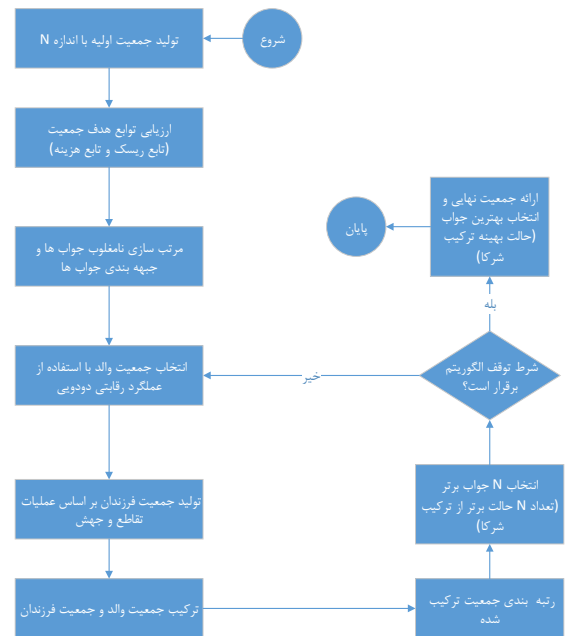 شروع
تولید جمعیت اولیه با اندازه N
ارزیابی توابع هدف جمعیت
(تابع ریسک و تابع هزینه)
مرتب سازی نامغلوب جواب ها و
جبهه بندی جواب ها
انتخاب جمعیت والد با استفاده از
عملگرد رقابتی دودویی
تولید جمعیت فرزندان بر اساس عملیات
تقاطع و جهش
ترکیب جمعیت والد و جمعیت فرزندان
رتبه بندی جمعیت ترکیب
شده
انتخاب N جواب برتر
(تعداد N حالت برتر از ترکیب
شرکا)
شرط توقف الگوریتم
برقرار است؟
خیر
بله
ارائه جمعیت نهایی و
انتخاب بهترین جواب
(حالت بهینه ترکیب
شرکا)
پایان